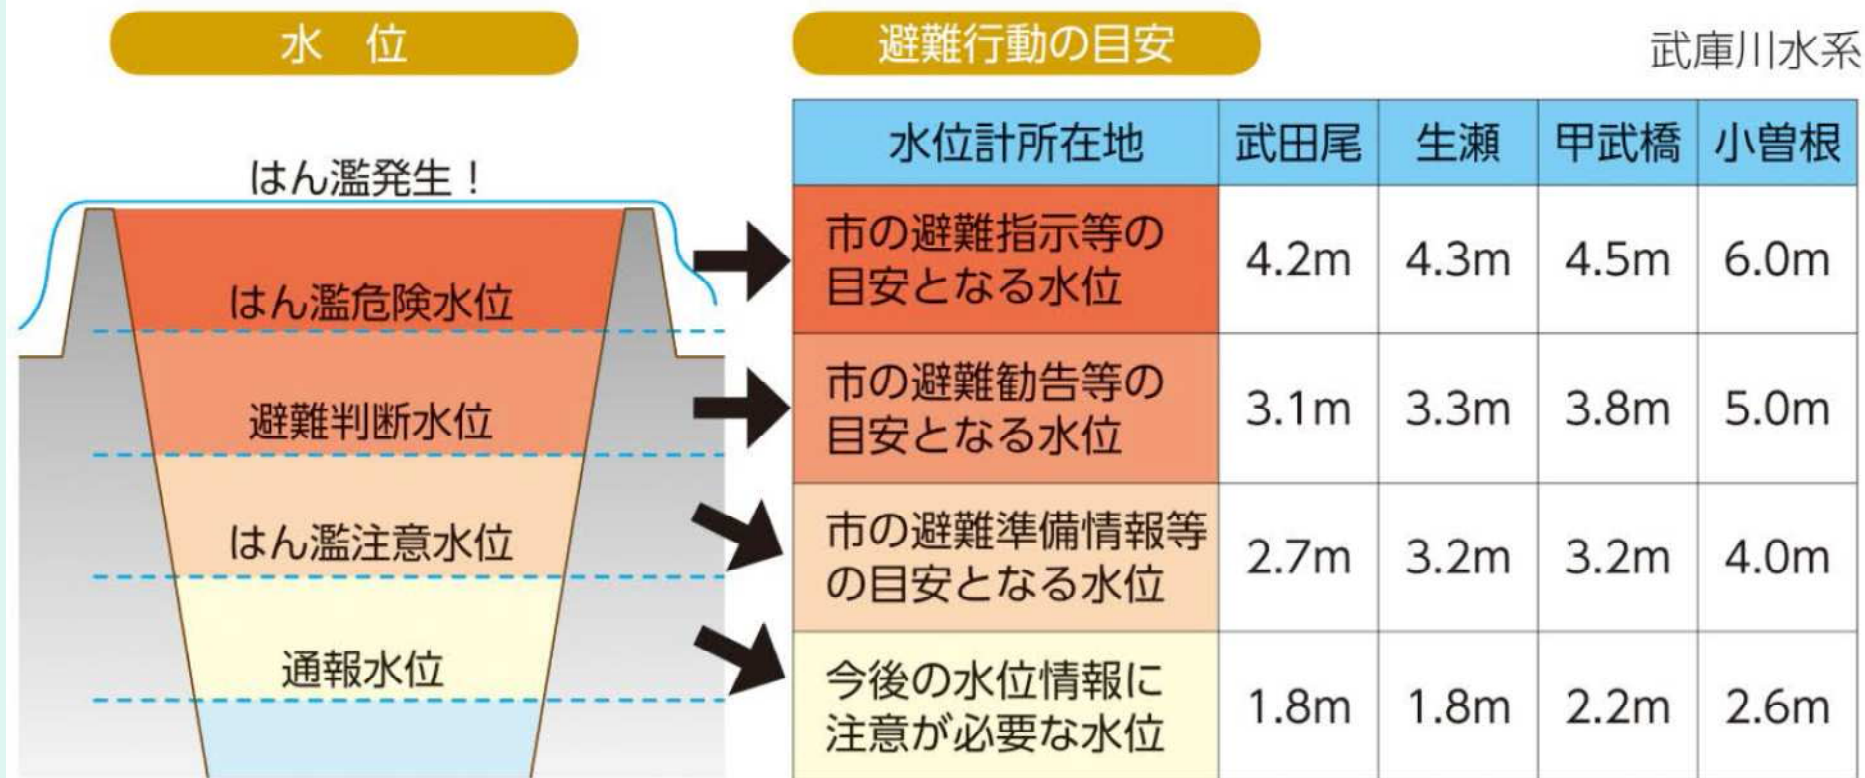 水 位
避難行動の目安
武庫川水系
はん濫発生！
はん濫危険水位
避難判断水位
はん濫注意水位
通報水位
水位計所在地 武田尾 生瀬 甲武橋 小曽根
市の避難指示等の
目安となる水位
4.2m 4.3m 4.5m 6.0m
市の避難勧告等の
目安となる水位
3.1m 3.3m 3.8m 5.0m
市の避難準備情報等
の目安となる水位
2.7m 3.2m 3.2m 4.0m
今後の水位情報に
注意が必要な水位
1.8m 1.8m 2.2m 2.6m